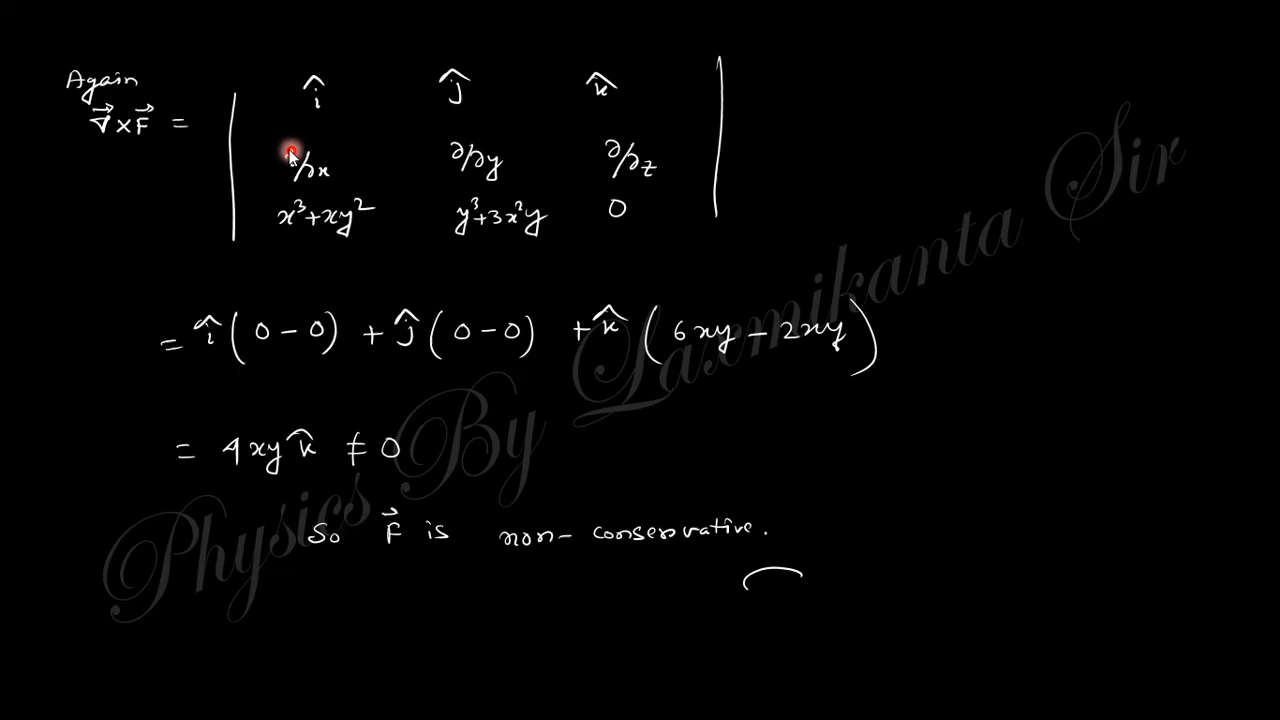 Again
î ĵ k̂
∇⃗×F⃗ =
∂/∂x ∂/∂y ∂/∂z
x³+xy² y³+3x²y 0
= î(0-0) + ĵ(0-0) + k̂(6xy-2xy)
= 4xyk̂ ≠ 0
So F⃗ is non-conservative.
Physics By Laxmikanta Sir